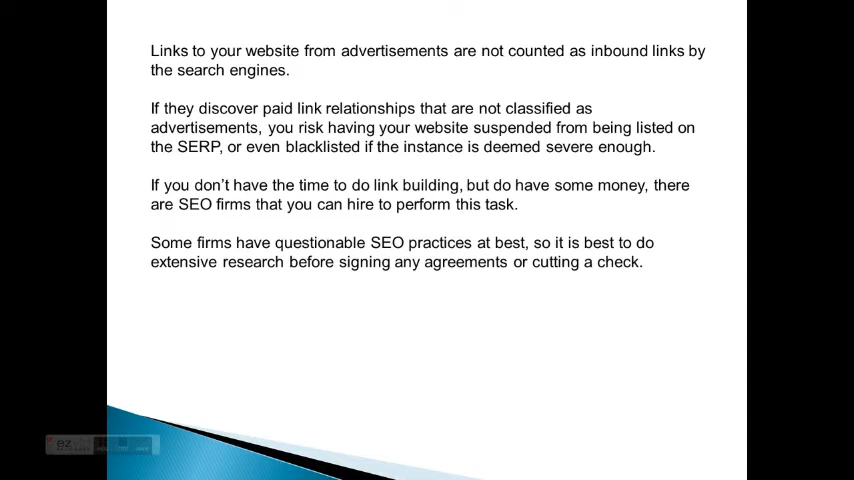 Links to your website from advertisements are not counted as inbound links by
the search engines.
If they discover paid link relationships that are not classified as
advertisements, you risk having your website suspended from being listed on
the SERP, or even blacklisted if the instance is deemed severe enough.
If you don’t have the time to do link building, but do have some money, there
are SEO firms that you can hire to perform this task.
Some firms have questionable SEO practices at best, so it is best to do
extensive research before signing any agreements or cutting a check.